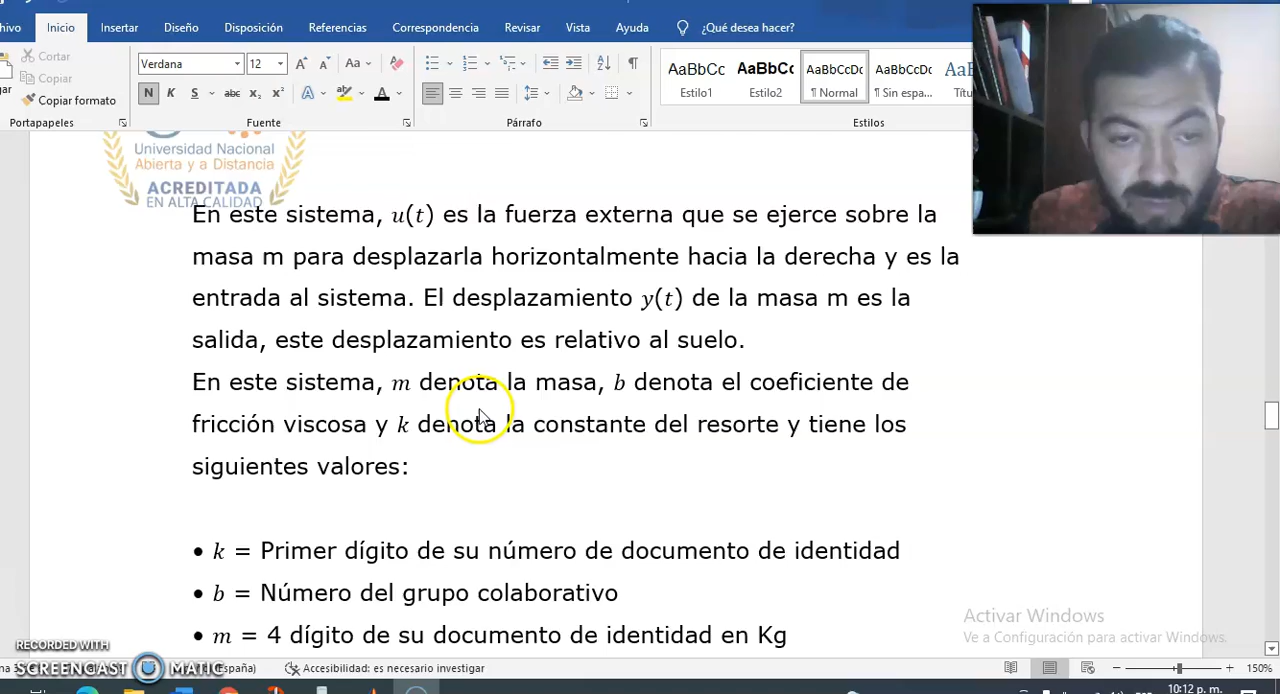 Inicio Insertar Diseño Disposición Referencias Correspondencia Revisar Vista Ayuda ¿Qué desea hacer?
Cortar
Copiar
Copiar formato
Portapapeles
Verdana 12
Fuente
Párrafo
AaBbCc AaBbCc AaBbCcDc AaBbCcDc
Estilo1 Estilo2 ¶ Normal ¶ Sin espa...
Estilos
Universidad Nacional
Abierta y a Distancia
ACREDITADA
EN ALTA CALIDAD
En este sistema, u(t) es la fuerza externa que se ejerce sobre la
masa m para desplazarla horizontalmente hacia la derecha y es la
entrada al sistema. El desplazamiento y(t) de la masa m es la
salida, este desplazamiento es relativo al suelo.
En este sistema, m denota la masa, b denota el coeficiente de
fricción viscosa y k denota la constante del resorte y tiene los
siguientes valores:
• k = Primer dígito de su número de documento de identidad
• b = Número del grupo colaborativo
• m = 4 dígito de su documento de identidad en Kg
Activar Windows
Ve a Configuración para activar Windows.
RECORDED WITH
SCREENCAST MATIC
Accesibilidad: es necesario investigar
150%
10:12 p. m.